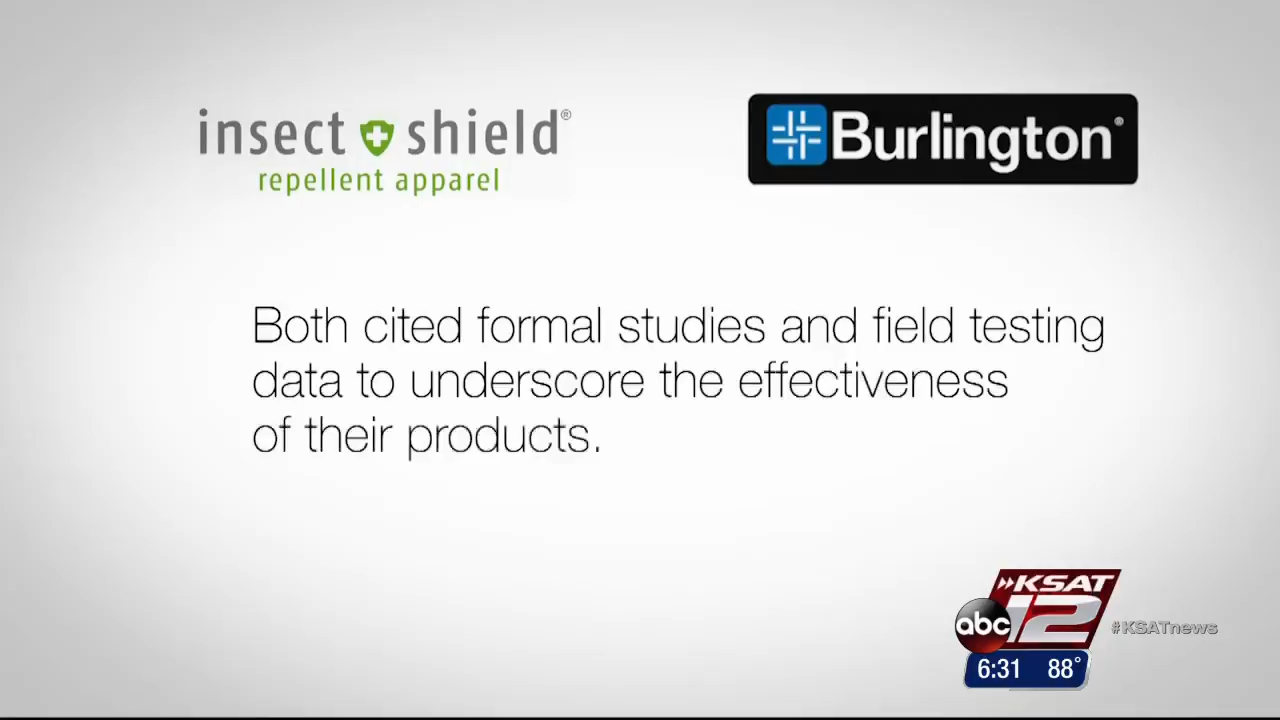 insect shield®
repellent apparel
Burlington®
Both cited formal studies and field testing
data to underscore the effectiveness
of their products.
KSAT
abc 12
#KSATnews
6:31 88°